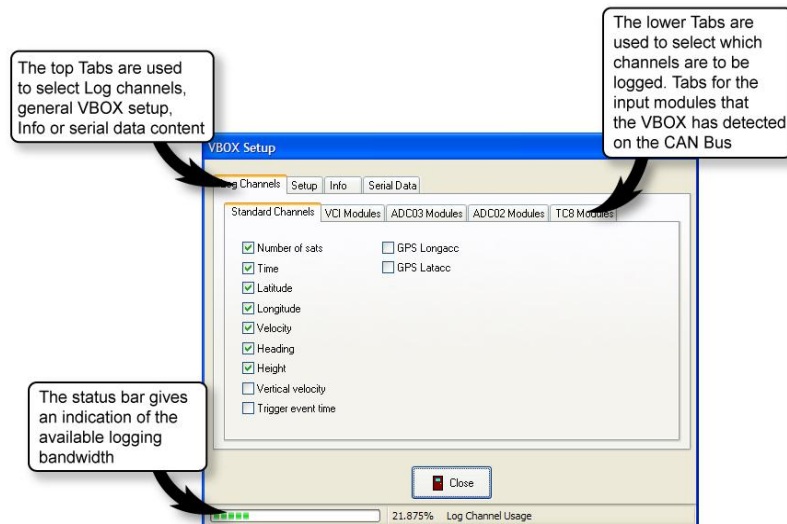 The top Tabs are used
to select Log channels,
general VBOX setup,
Info or serial data content
The lower Tabs are
used to select which
channels are to be
logged. Tabs for the
input modules that
the VBOX has detected
on the CAN Bus
VBOX Setup
Log Channels Setup Info Serial Data
Standard Channels VCI Modules ADC03 Modules ADC02 Modules TC8 Modules
Number of sats GPS Longacc
Time GPS Latacc
Latitude
Longitude
Velocity
Heading
Height
Vertical velocity
Trigger event time
The status bar gives
an indication of the
available logging
bandwidth
Close
21.875% Log Channel Usage